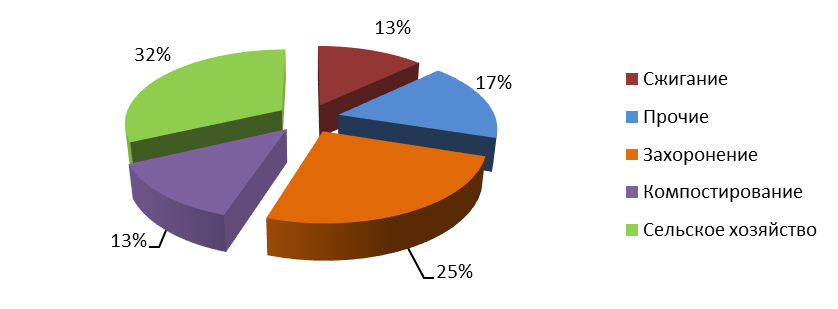 13%
32%
17%
13%
25%
Сжигание
Прочие
Захоронение
Компостирование
Сельское хозяйство